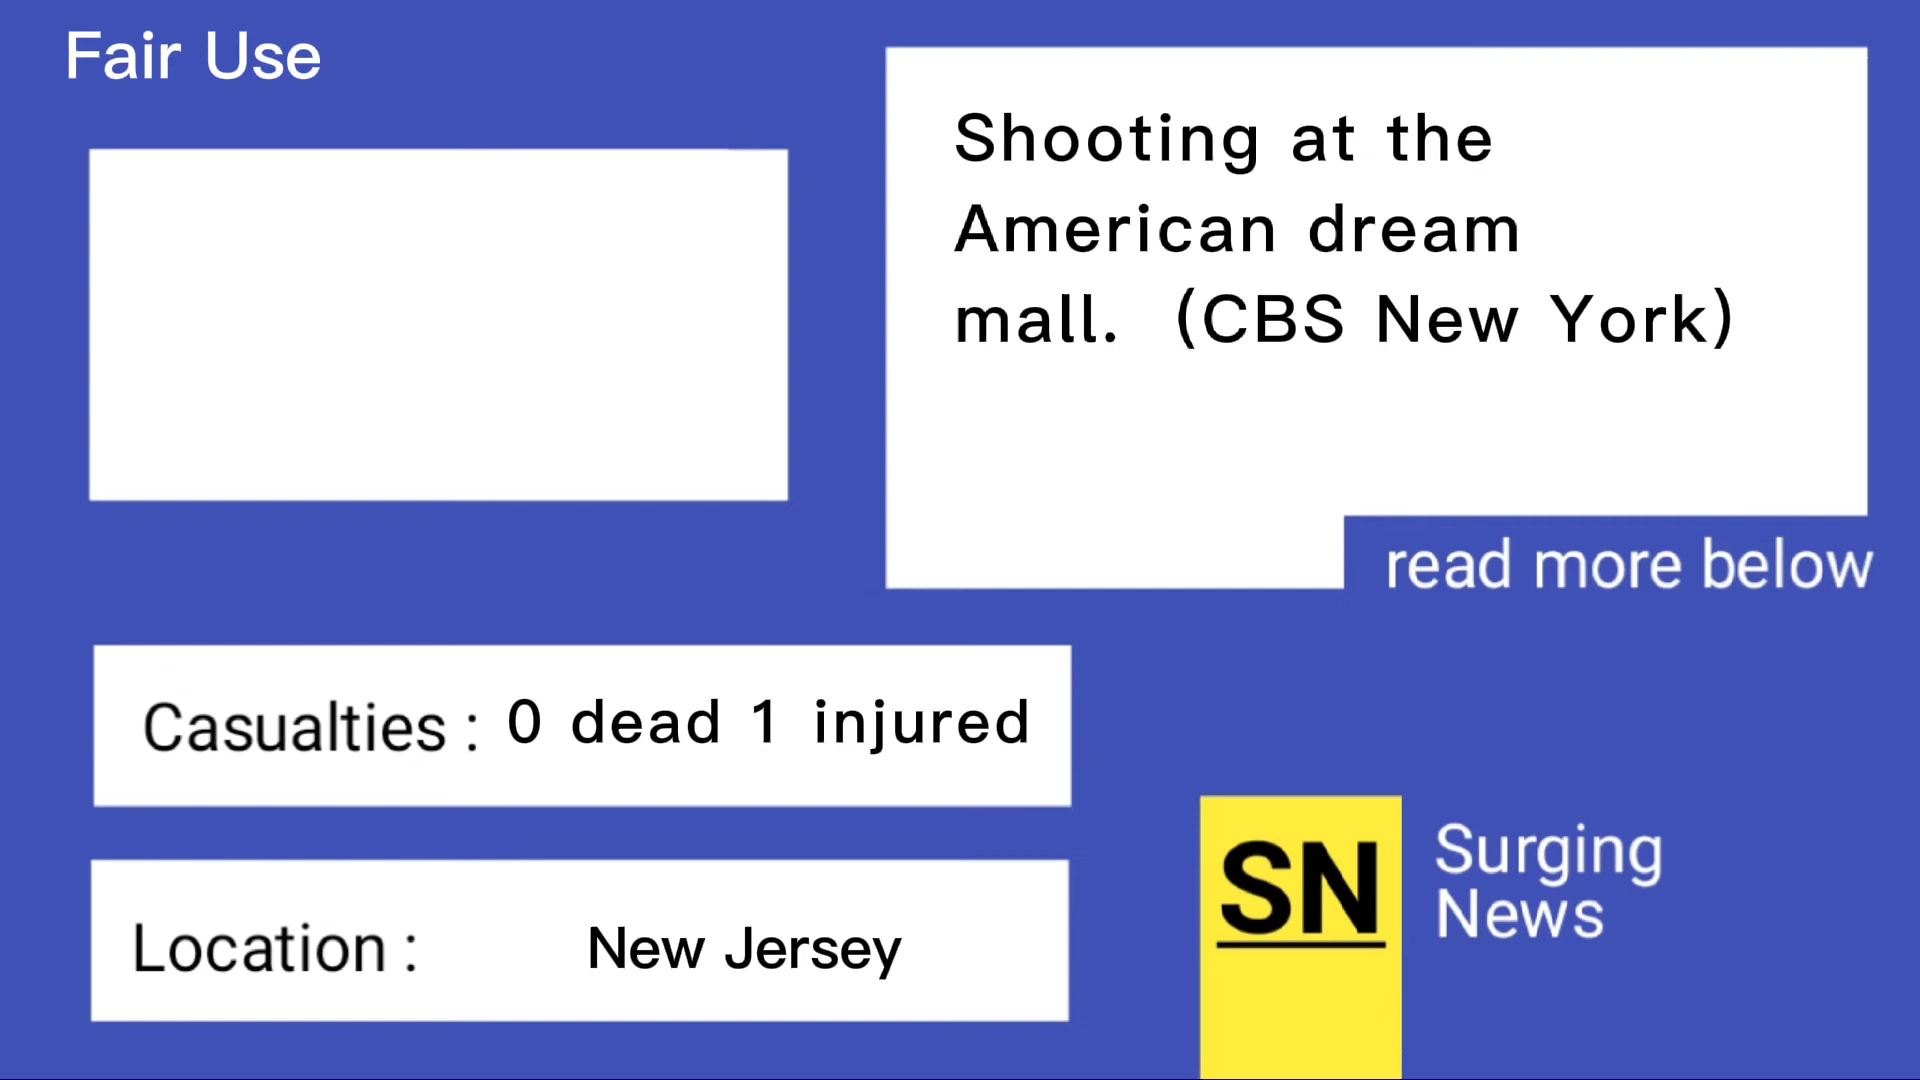 Fair Use
Shooting at the
American dream
mall. (CBS New York)
read more below
Casualties : 0 dead 1 injured
Location : New Jersey
SN
Surging
News